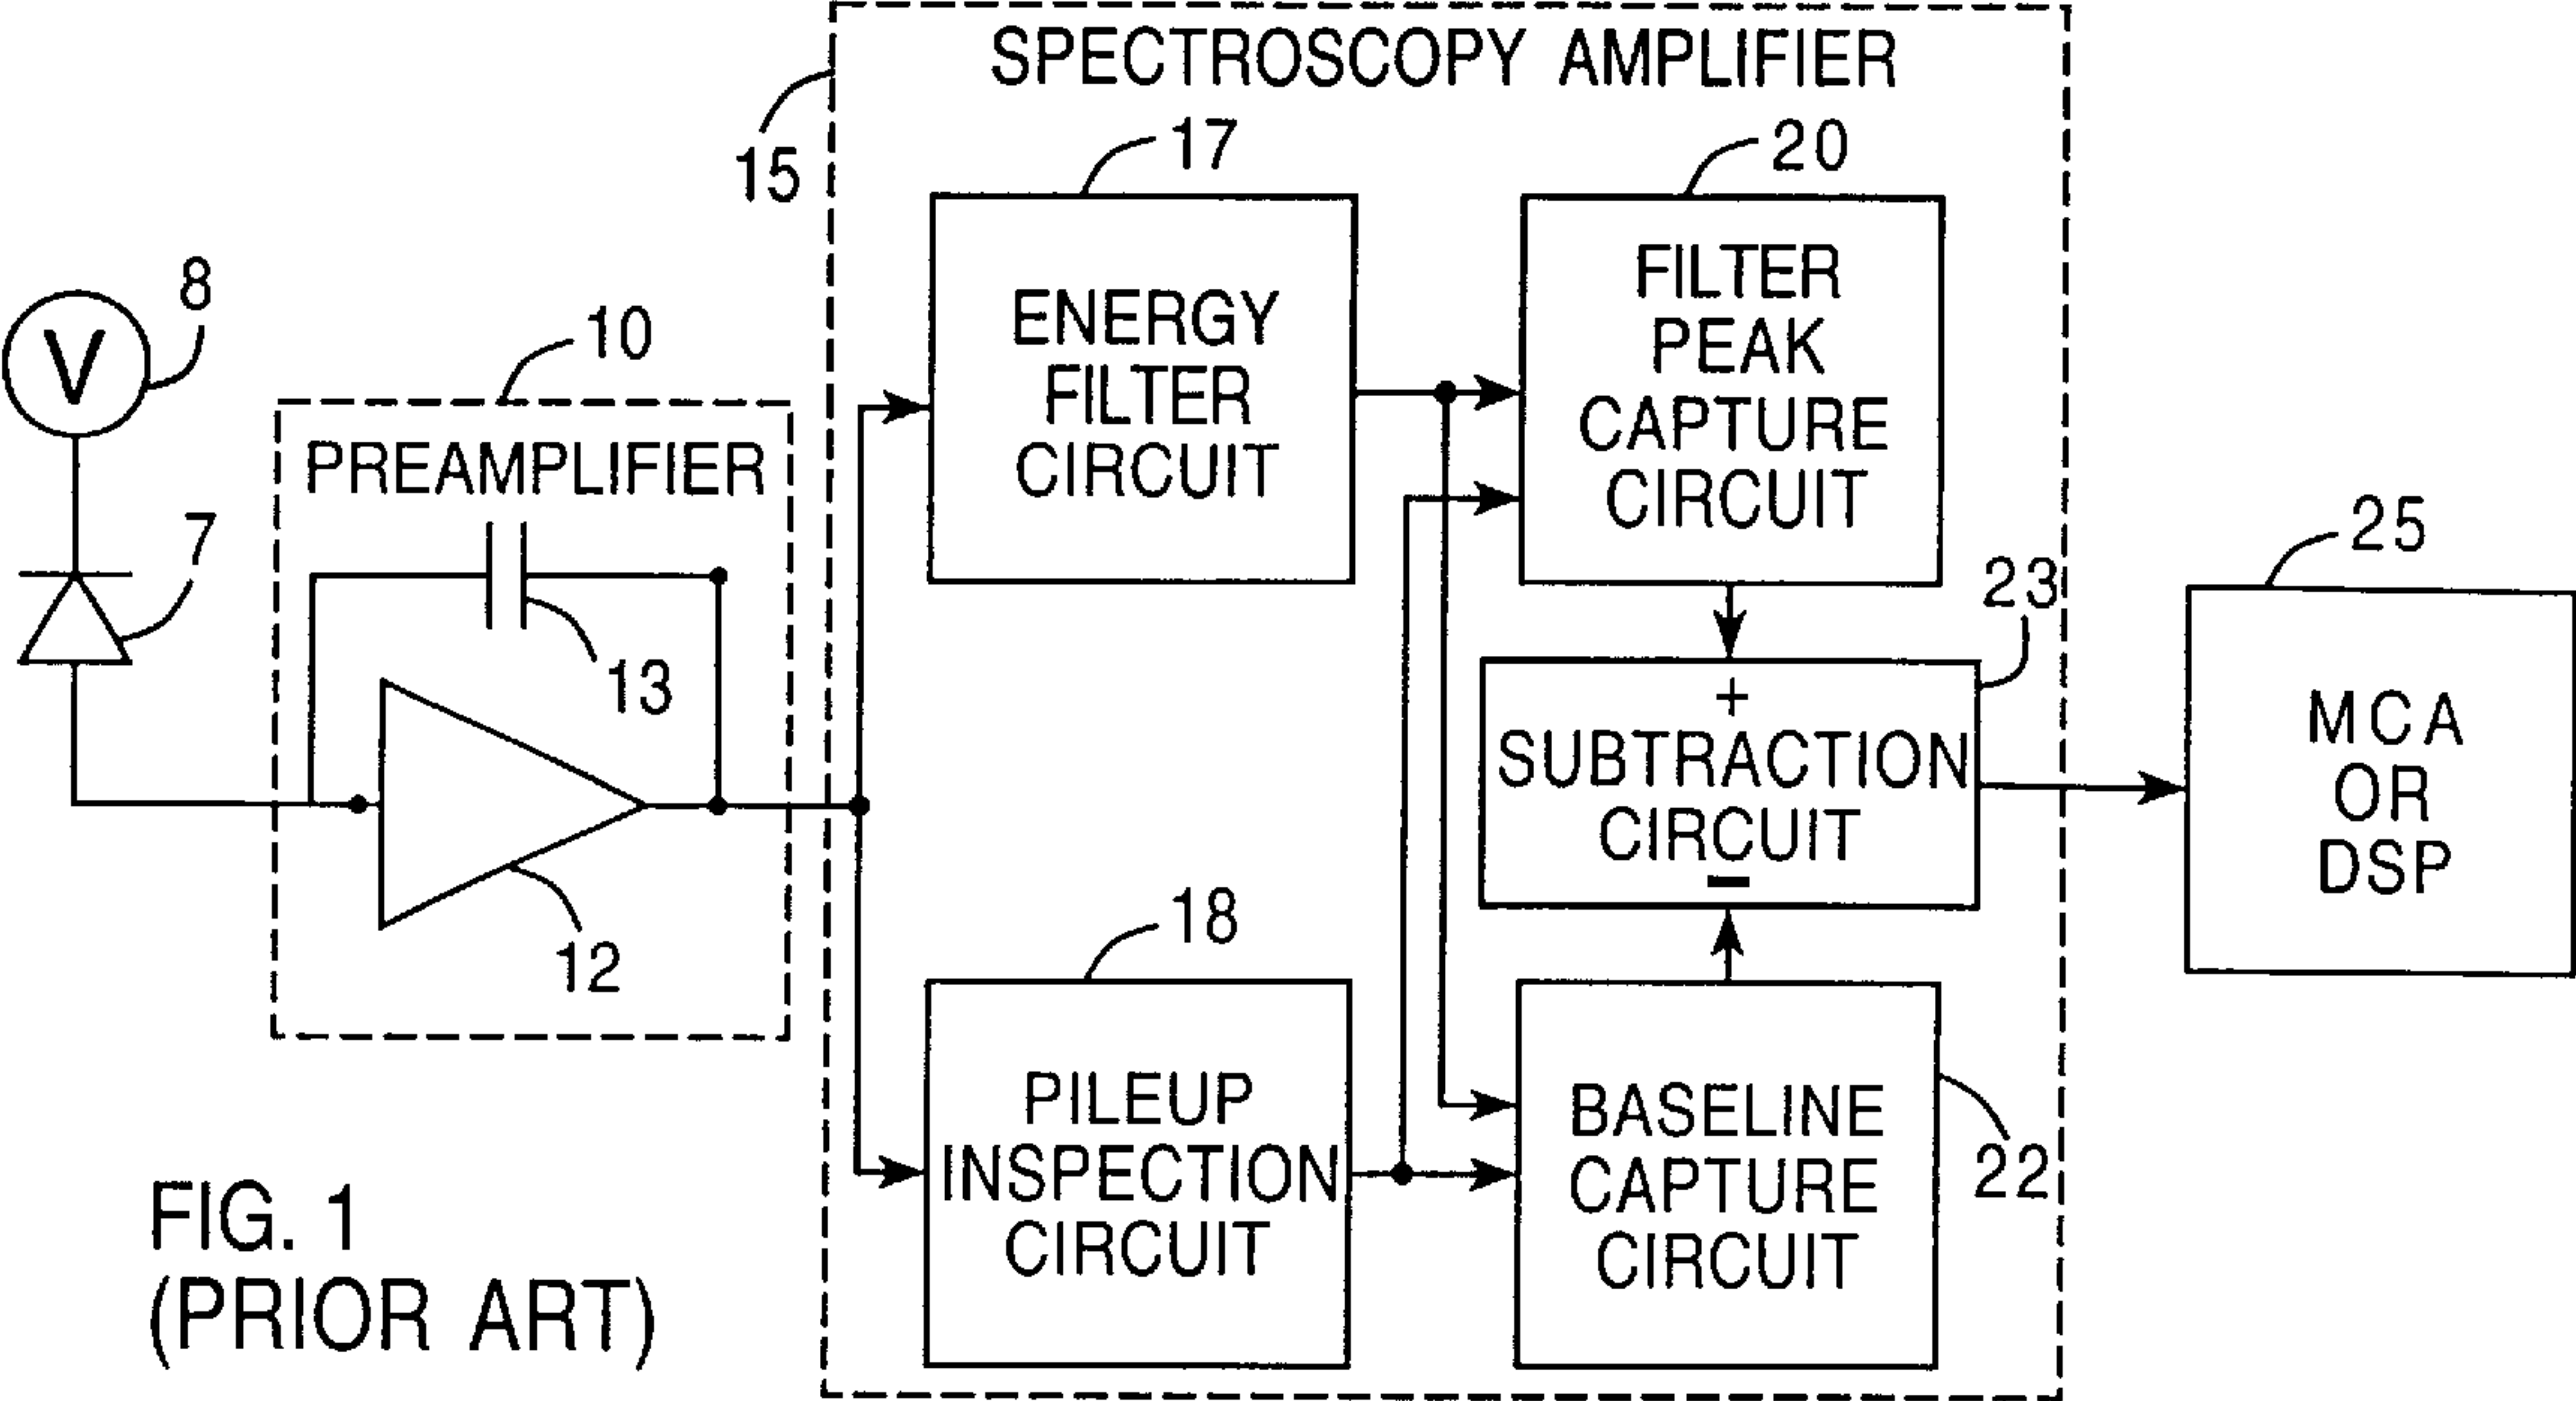 SPECTROSCOPY AMPLIFIER
15
17
20
8
V
10
ENERGY
FILTER
CIRCUIT
FILTER
PEAK
CAPTURE
CIRCUIT
PREAMPLIFIER
7
13
12
23
25
+
SUBTRACTION
CIRCUIT
–
MCA
OR
DSP
18
PILEUP
INSPECTION
CIRCUIT
BASELINE
CAPTURE
CIRCUIT
22
FIG. 1
(PRIOR ART)